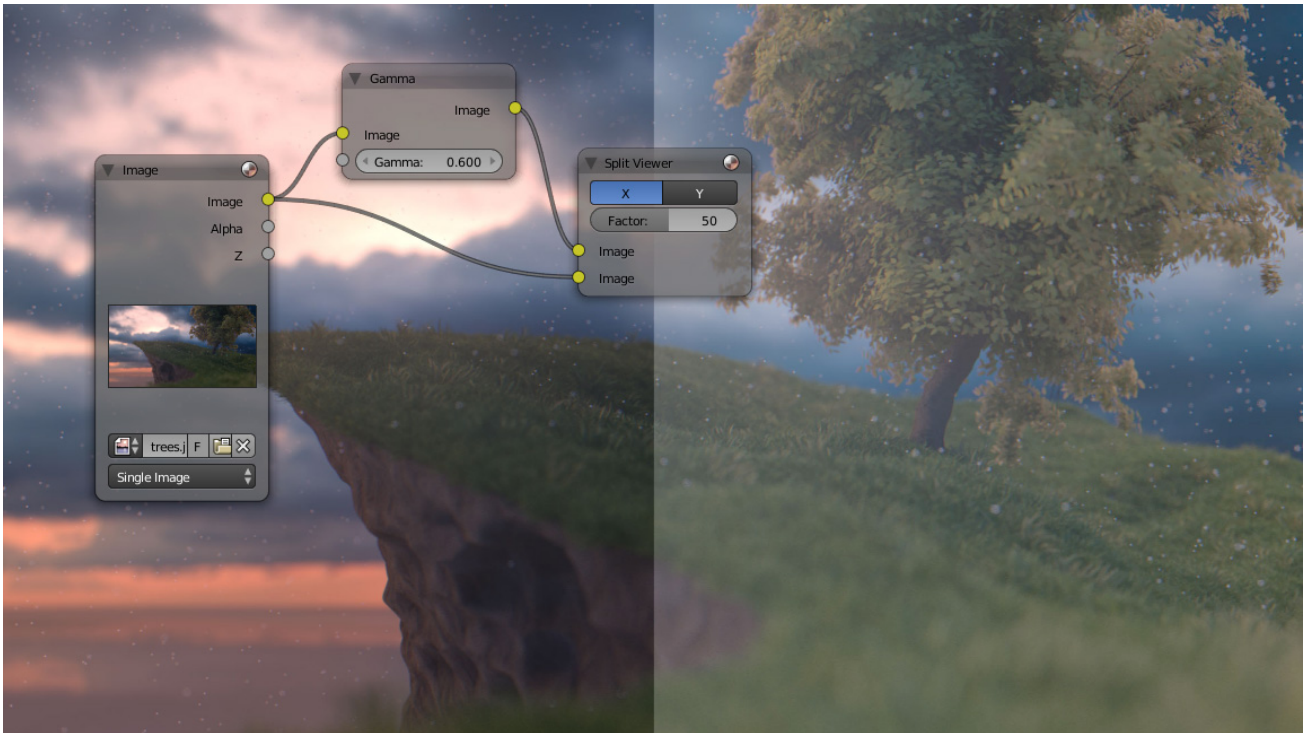 Gamma
Image
Image
Gamma: 0.600
Image
Image
Alpha
Z
trees.j F
Single Image
Split Viewer
X Y
Factor: 50
Image
Image